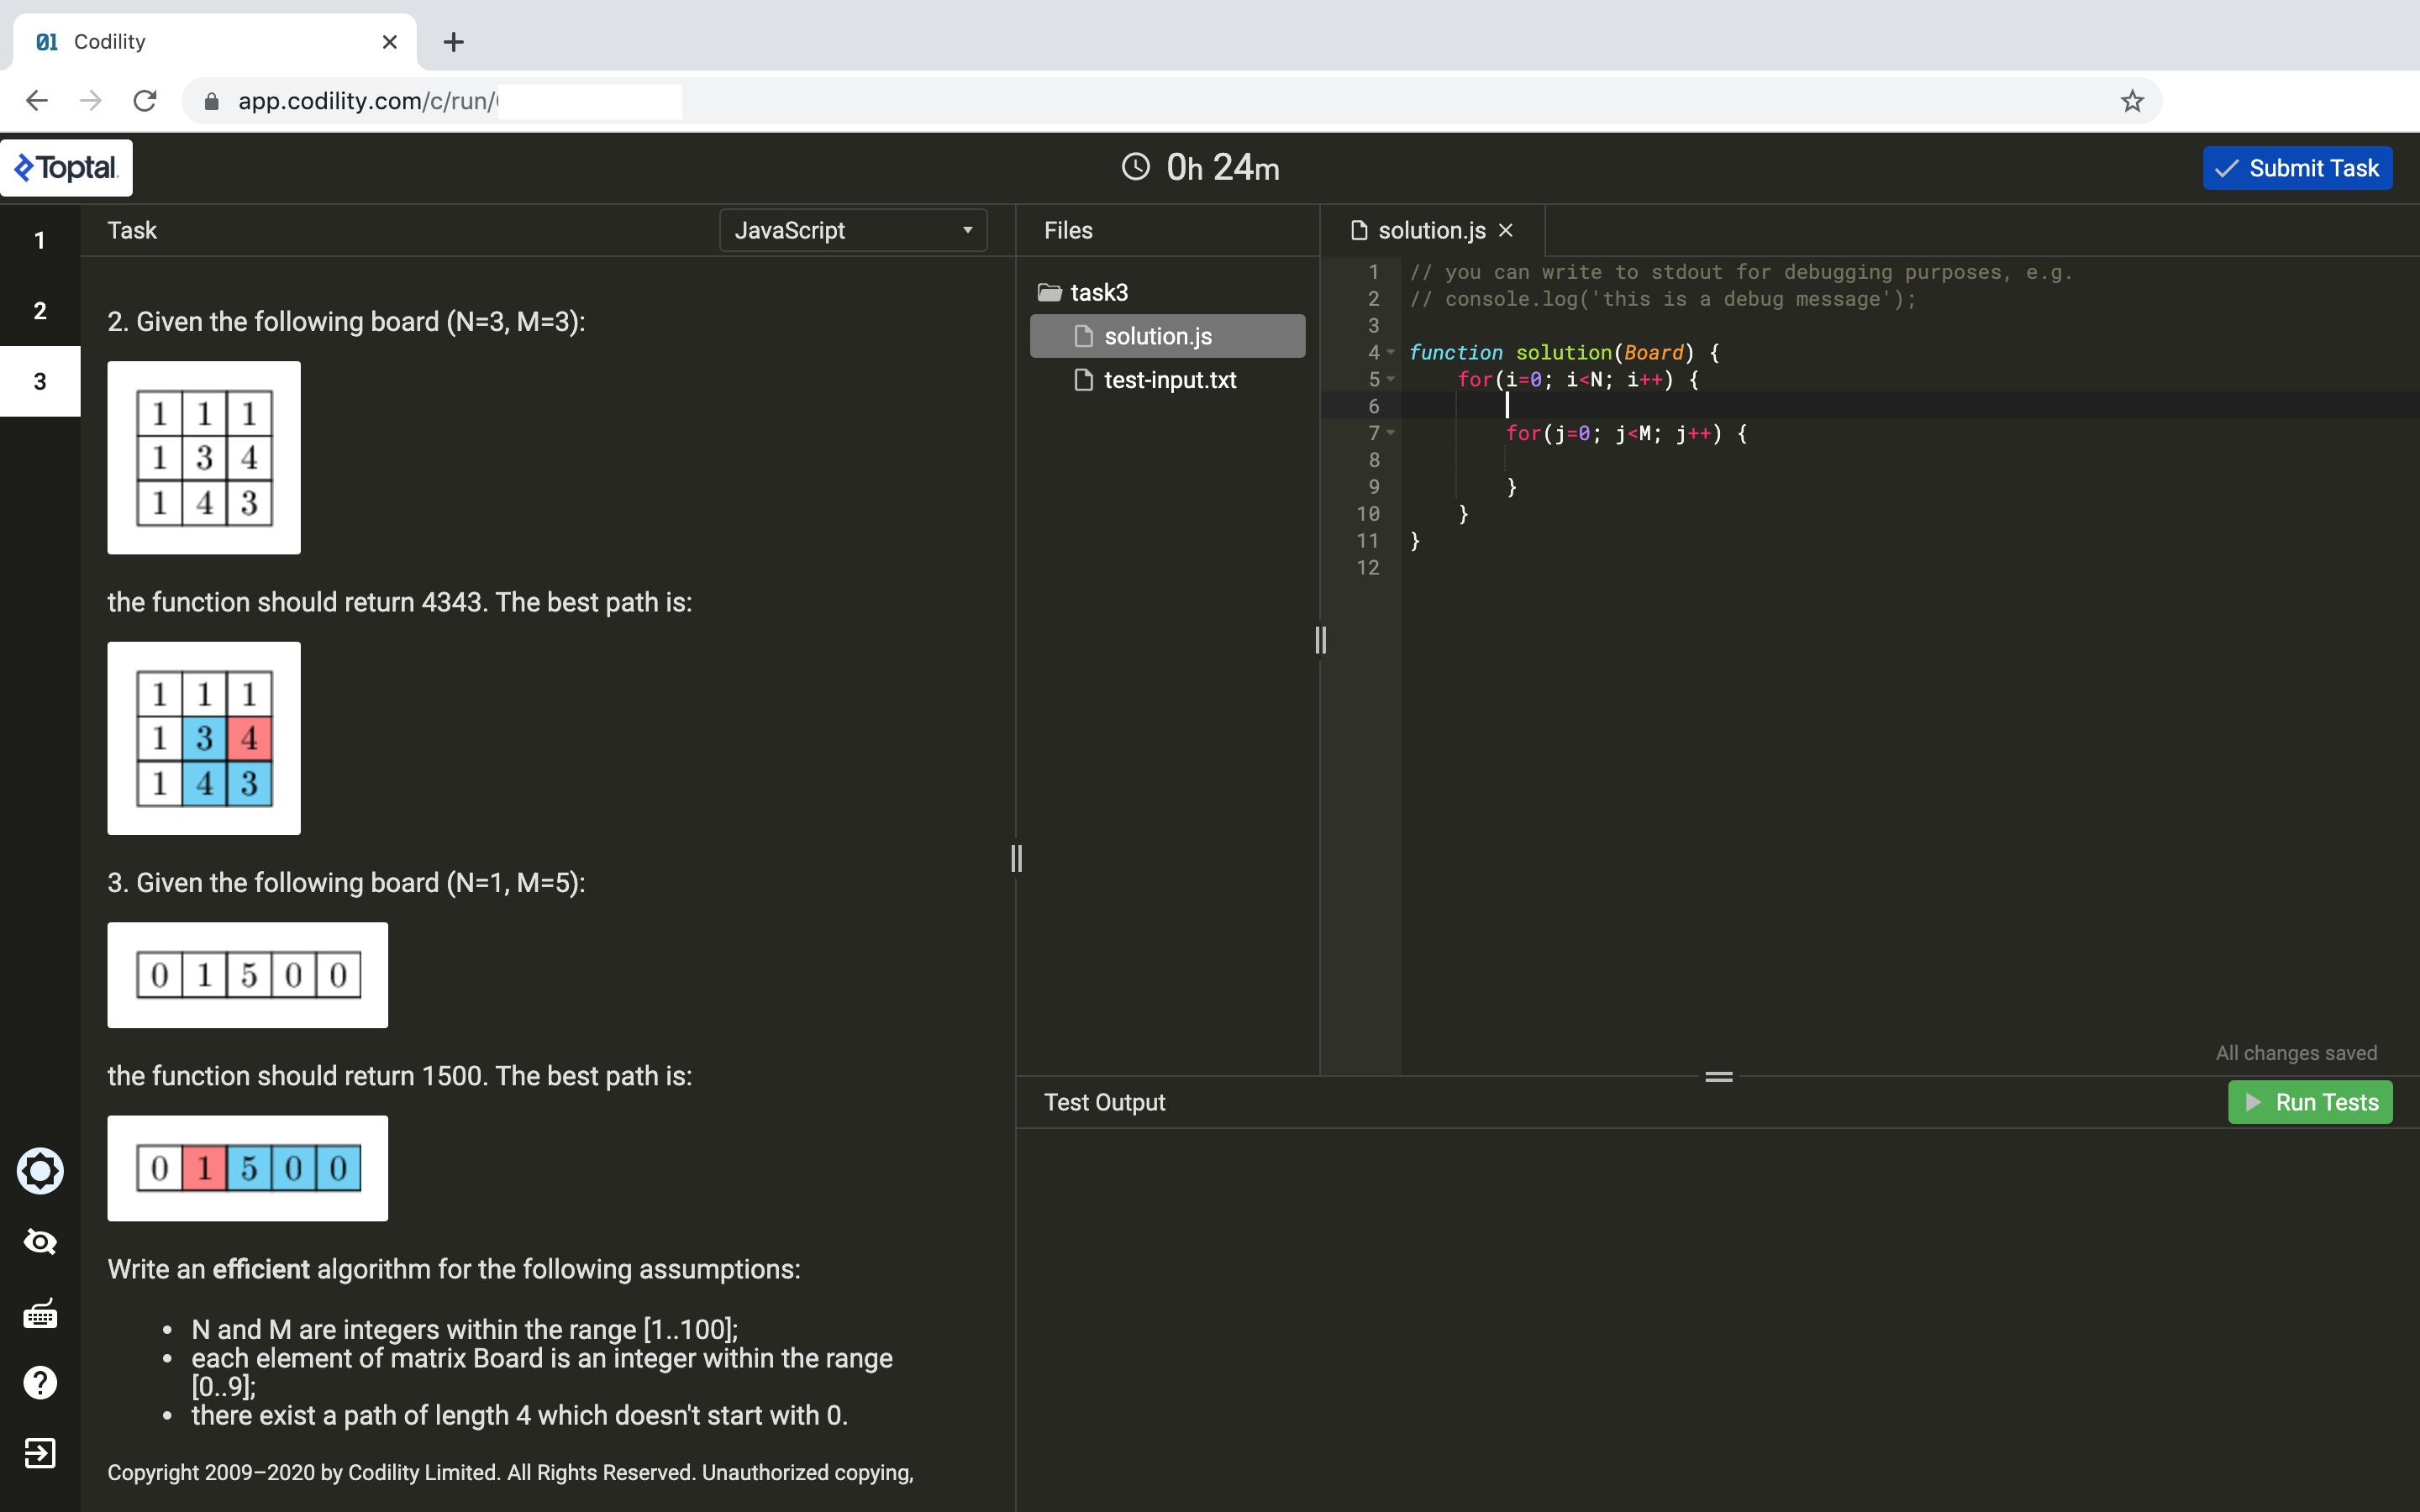 01 Codility
app.codility.com/c/run/
Toptal
0h 24m
Submit Task
1
2
3
Task
JavaScript
2. Given the following board (N=3, M=3):
1 1 1
1 3 4
1 4 3
the function should return 4343. The best path is:
1 1 1
1 3 4
1 4 3
3. Given the following board (N=1, M=5):
0 1 5 0 0
the function should return 1500. The best path is:
0 1 5 0 0
Write an efficient algorithm for the following assumptions:
• N and M are integers within the range [1..100];
• each element of matrix Board is an integer within the range
[0..9];
• there exist a path of length 4 which doesn't start with 0.
Copyright 2009–2020 by Codility Limited. All Rights Reserved. Unauthorized copying,
Files
task3
solution.js
test-input.txt
solution.js
1 // you can write to stdout for debugging purposes, e.g.
2 // console.log('this is a debug message');
3
4 function solution(Board) {
5 for(i=0; i<N; i++) {
6
7 for(j=0; j<M; j++) {
8
9 }
10 }
11 }
12
All changes saved
Test Output
Run Tests